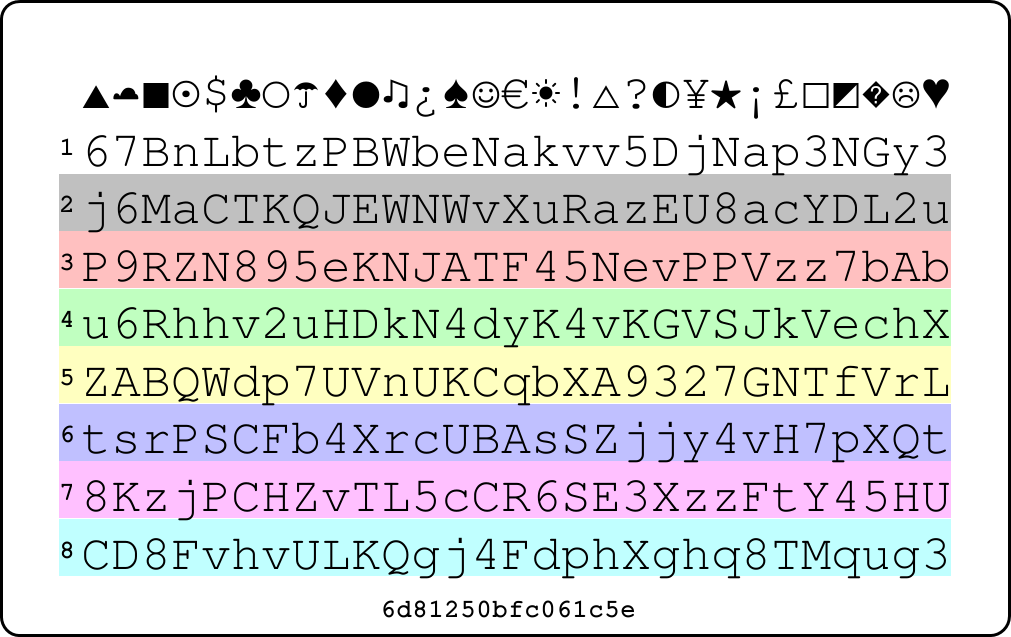 ▲☁■☉$♣○☂♦●♫¿♠☺€☀!△?◐¥★¡£□◩�☹♥
1 67BnLbtzPBWbeNakvv5DjNap3NGy3
2 j6MaCTKQJEWNWvXuRazEU8acYDL2u
3 P9RZN895eKNJATF45NevPPVzz7bAb
4 u6Rhhv2uHDkN4dyK4vKGVSJkVechX
5 ZABQWdp7UVnUKCqbXA9327GNTfVrL
6 tsrPSCFb4XrcUBAsSZjjy4vH7pXQt
7 8KzjPCHZvTL5cCR6SE3XzzFtY45HU
8 CD8FvhvULKQgj4FdphXghq8TMqug3
6d81250bfc061c5e